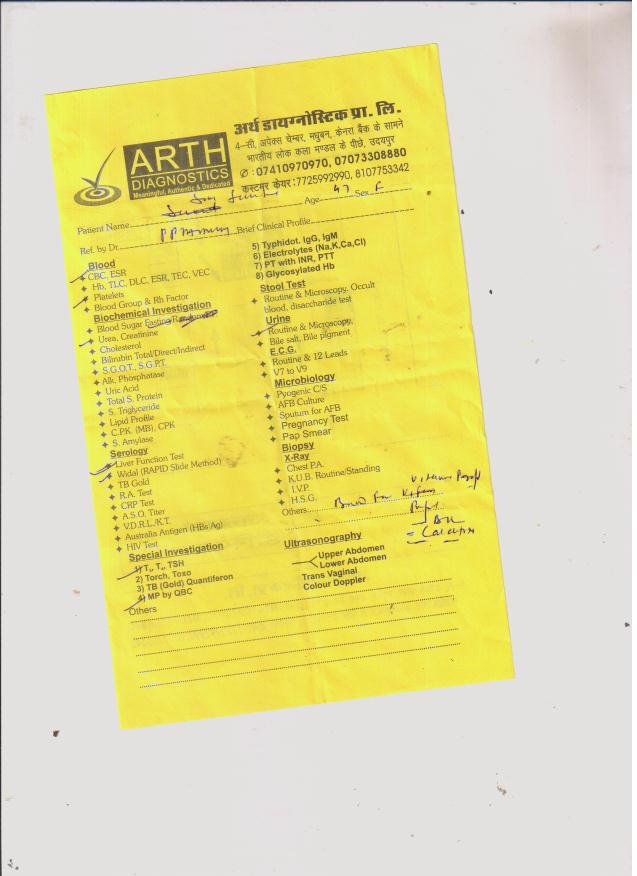 अर्थ डायग्नोस्टिक प्रा. लि.
4-सी, अपेक्स चेम्बर, मधुबन, केनरा बैंक के सामने
भारतीय लोक कला मण्डल के पीछे, उदयपुर
✆ : 07410970970, 07073308880
कस्टमर केयर : 7725992990, 8107753342
ARTH
DIAGNOSTICS
Meaningful, Authentic & Dedicated
Patient Name Age 47 Sex F
Ref. by Dr. Brief Clinical Profile
Blood
CBC, ESR
Hb, TLC, DLC, ESR, TEC, VEC
Platelets
Blood Group & Rh Factor
Biochemical Investigation
Blood Sugar Fasting/
Urea, Creatinine
Cholesterol
Bilirubin Total/Direct/Indirect
S.G.O.T., S.G.P.T.
Alk, Phosphatase
Uric Acid
Total S. Protein
S. Triglyceride
Lipid Profile
C.P.K. (MB), CPK
S. Amylase
Serology
Liver Function Test
Widal (RAPID Slide Method)
TB Gold
R.A. Test
CRP Test
A.S.O. Titer
V.D.R.L./K.T.
Australia Antigen (HBs Ag)
HIV Test
Special Investigation
1) T₃, T₄, TSH
2) Torch, Toxo
3) TB (Gold) Quantiferon
4) MP by QBC
Others
5) Typhidot. IgG, IgM
6) Electrolytes (Na,K,Ca,Cl)
7) PT with INR, PTT
8) Glycosylated Hb
Stool Test
Routine & Microscopy, Occult
blood, disaccharide test
Urine
Routine & Microscopy,
Bile salt, Bile pigment
E.C.G.
Routine & 12 Leads
V7 to V9
Microbiology
Pyogenic C/S
AFB Culture
Sputum for AFB
Pregnancy Test
Pap Smear
Biopsy
X-Ray
Chest P.A.
K.U.B. Routine/Standing
I.V.P.
H.S.G.
Others
Ultrasonography
Upper Abdomen
Lower Abdomen
Trans Vaginal
Colour Doppler